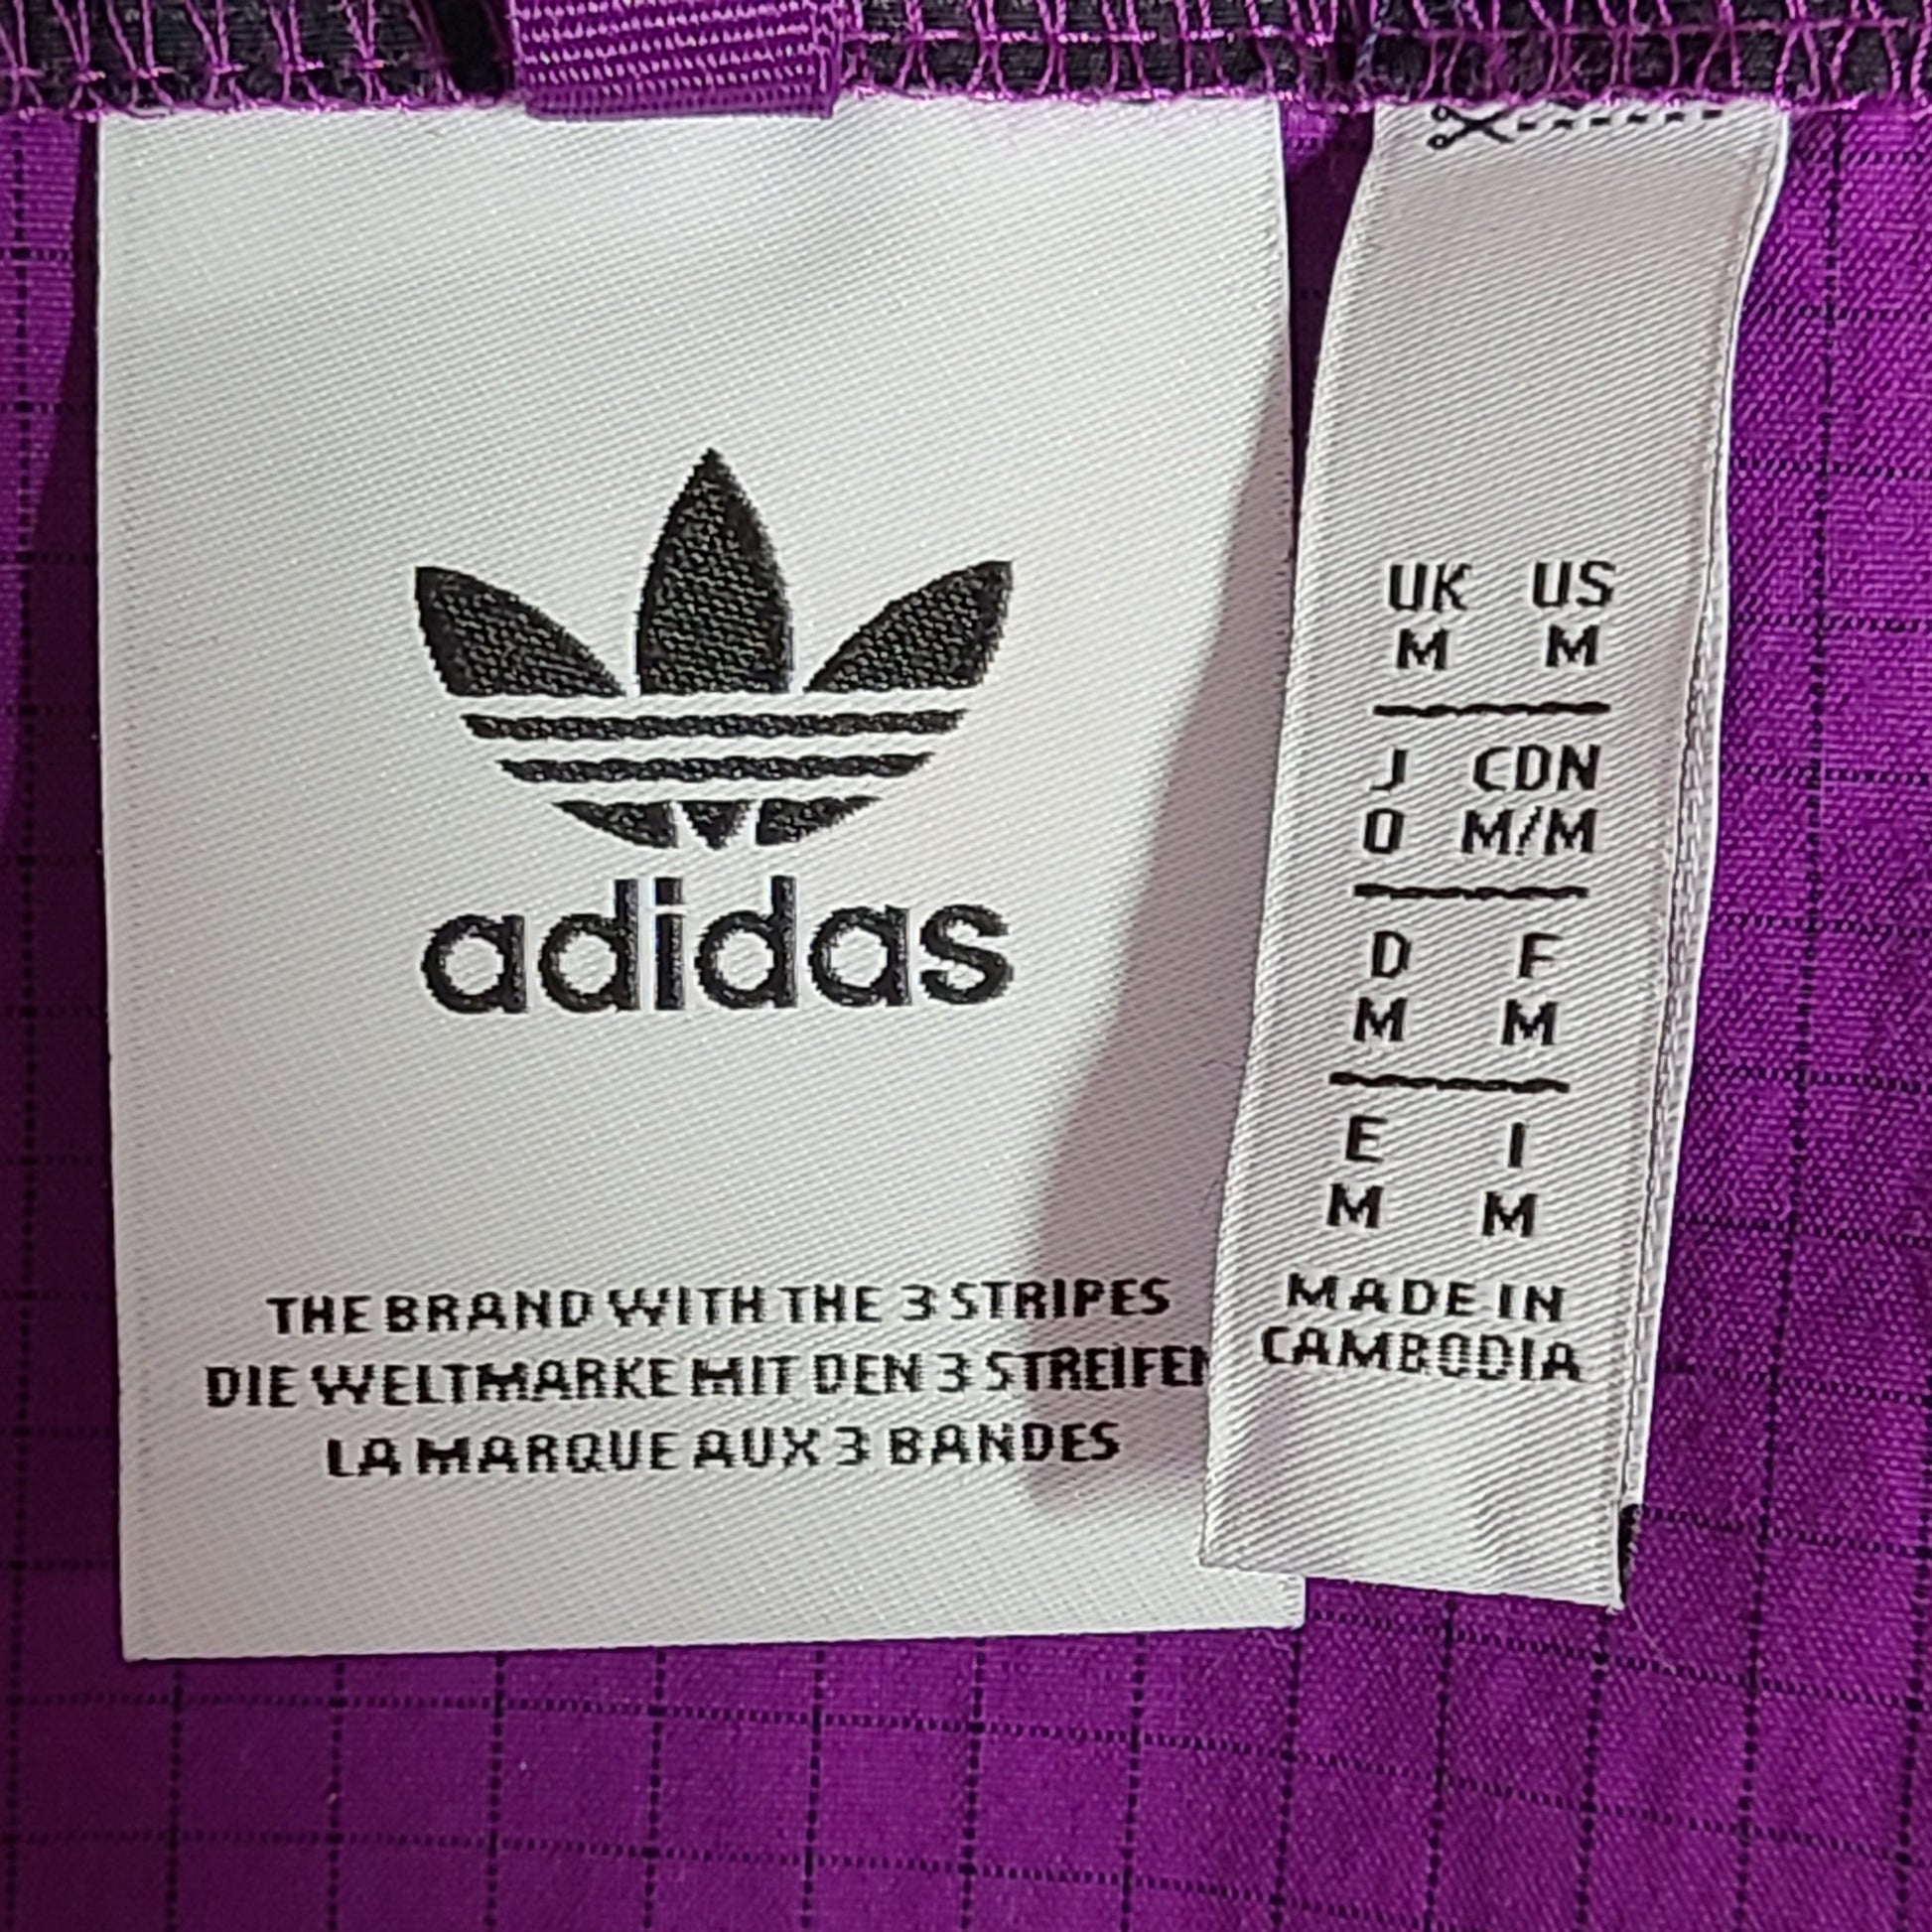 adidas
THE BRAND WITH THE 3 STRIPES
DIE WELTMARKE MIT DEN 3 STREIFEN
LA MARQUE AUX 3 BANDES
UK US
M M
J CDN
O M/M
D F
M M
E I
M M
MADE IN
CAMBODIA